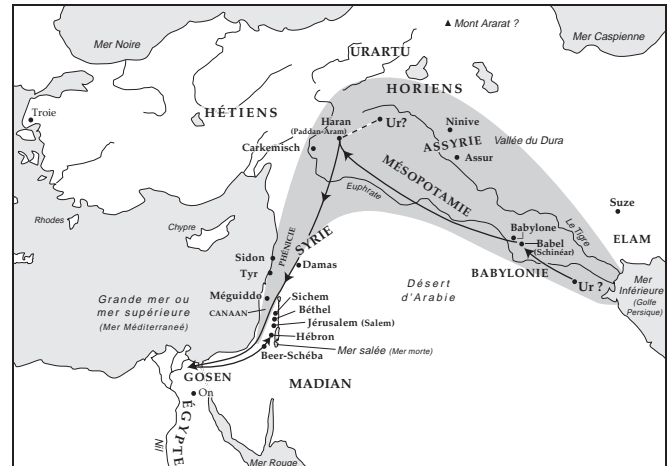 Mont Ararat ?
Mer Noire
Mer Caspienne
URARTU
HORIENS
HÉTIENS
Troie
Haran
(Paddan-Aram)
Ur?
Ninive
ASSYRIE
Vallée du Dura
Carkemisch
Assur
MÉSOPOTAMIE
Euphrate
Suze
Rhodes
Chypre
Le Tigre
Babylone
Babel
(Schinéar)
ELAM
PHÉNICIE
SYRIE
Sidon
Tyr
Damas
BABYLONIE
Ur ?
Mer
Inférieure
(Golfe
Persique)
Désert
d'Arabie
Grande mer ou
mer supérieure
(Mer Méditerraneé)
Méguiddo
CANAAN
Sichem
Béthel
Jérusalem (Salem)
Hébron
Mer salée (Mer morte)
Beer-Schéba
GOSEN
MADIAN
On
ÉGYPTE
Nil
Mer Rouge